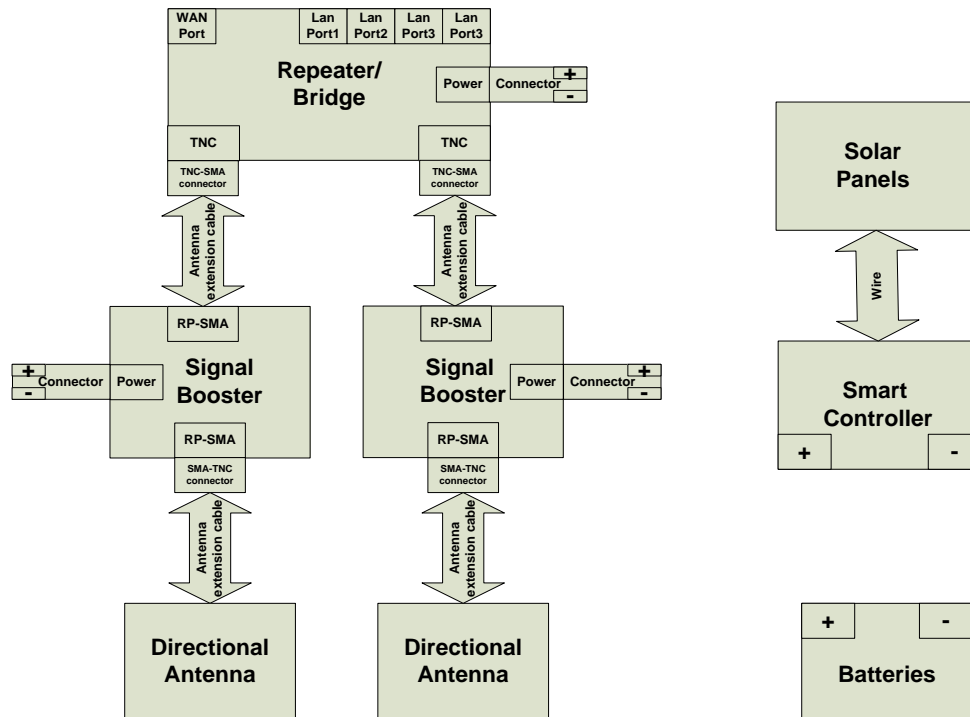 WAN
Port
Lan
Port1
Lan
Port2
Lan
Port3
Lan
Port3
Repeater/
Bridge
Power
Connector
+
-
TNC
TNC
TNC-SMA
connector
TNC-SMA
connector
Antenna
extension cable
Antenna
extension cable
RP-SMA
RP-SMA
Signal
Booster
Signal
Booster
+
-
Connector
Power
Power
Connector
+
-
RP-SMA
RP-SMA
SMA-TNC
connector
SMA-TNC
connector
Antenna
extension cable
Antenna
extension cable
Directional
Antenna
Directional
Antenna
Solar
Panels
Wire
Smart
Controller
+
-
+
-
Batteries